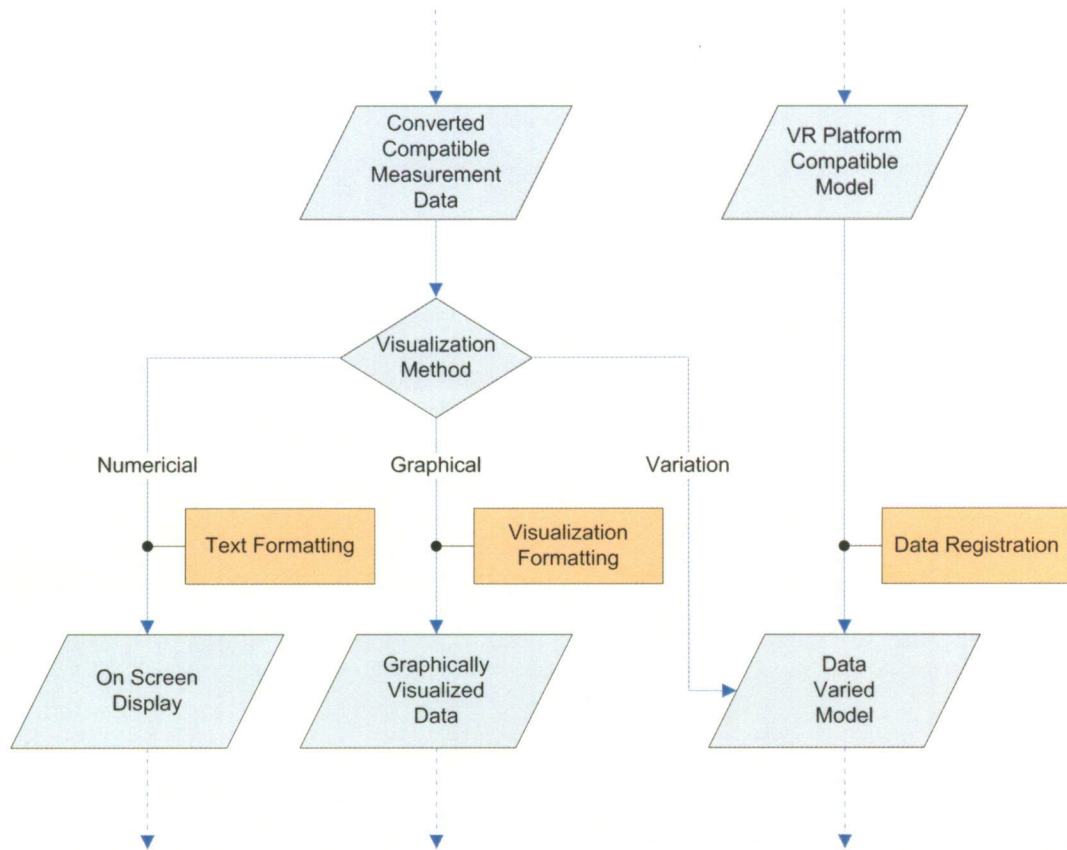 Converted
Compatible
Measurement
Data
VR Platform
Compatible
Model
Visualization
Method
Numericial
Graphical
Variation
Text Formatting
Visualization
Formatting
Data Registration
On Screen
Display
Graphically
Visualized
Data
Data
Varied
Model